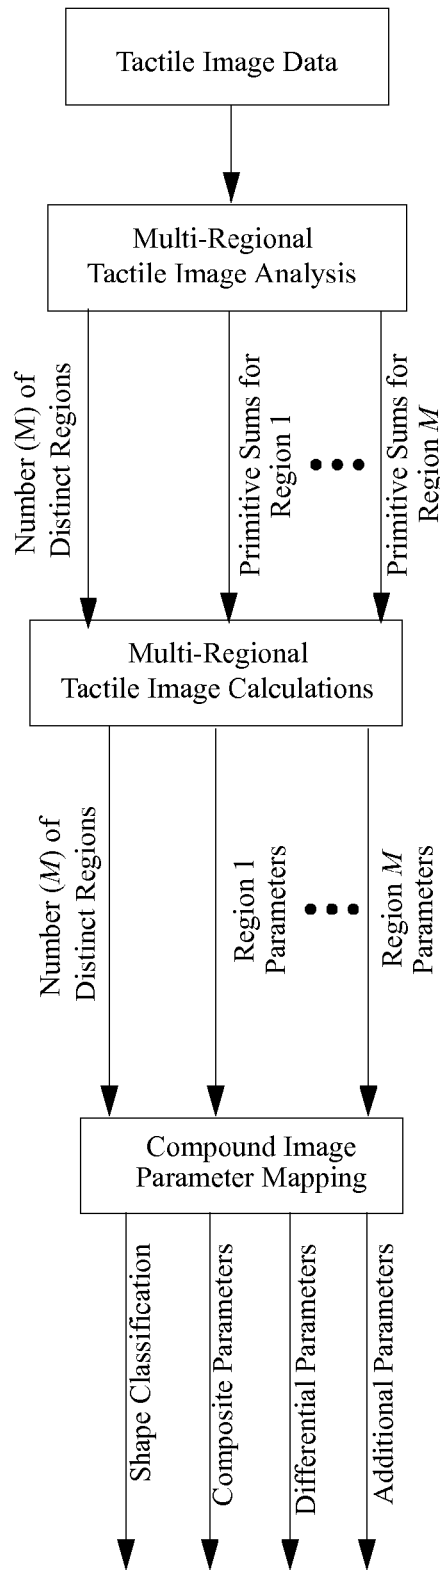 Tactile Image Data
Multi-Regional
Tactile Image Analysis
Number (M) of
Distinct Regions
Primitive Sums for
Region 1
Primitive Sums for
Region M
Multi-Regional
Tactile Image Calculations
Number (M) of
Distinct Regions
Region 1
Parameters
Region M
Parameters
Compound Image
Parameter Mapping
Shape Classification
Composite Parameters
Differential Parameters
Additional Parameters